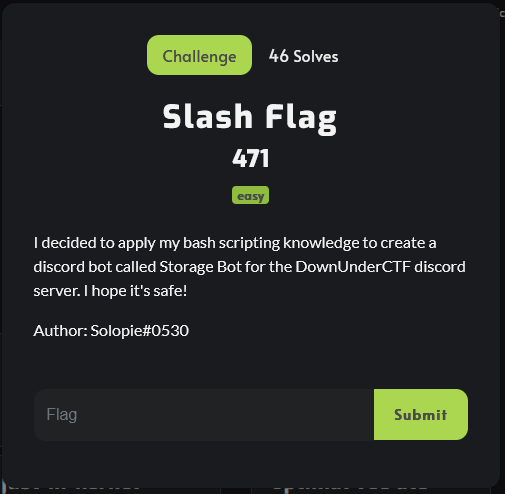 Challenge
46 Solves
Slash Flag
471
easy
I decided to apply my bash scripting knowledge to create a
discord bot called Storage Bot for the DownUnderCTF discord
server. I hope it's safe!
Author: Solopie#0530
Flag
Submit